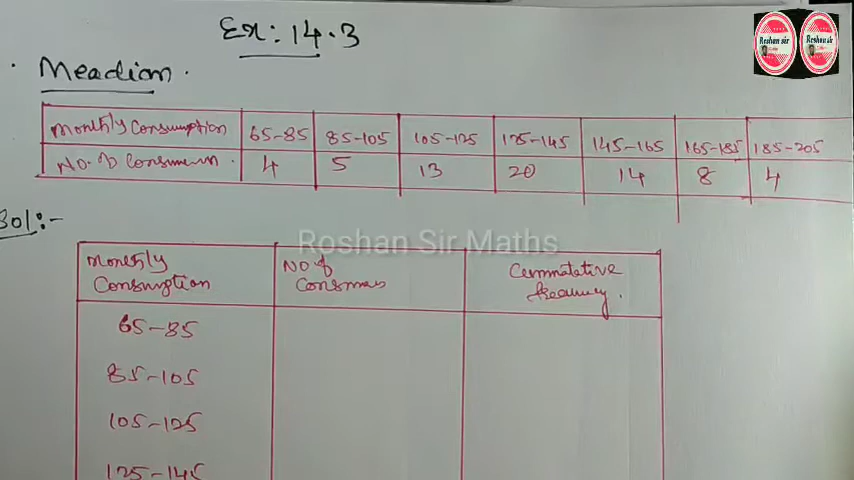 Ex: 14.3
Roshan sir Roshan sir
Meadian.
Monthly Consumption 65-85 85-105 105-125 125-145 145-165 165-185 185-205
No. of Consumers. 4 5 13 20 14 8 4
Sol:-
Roshan Sir Maths
Monthly Consumption No of Consmers Cummutative frequency.
65-85
85-105
105-125
125-145